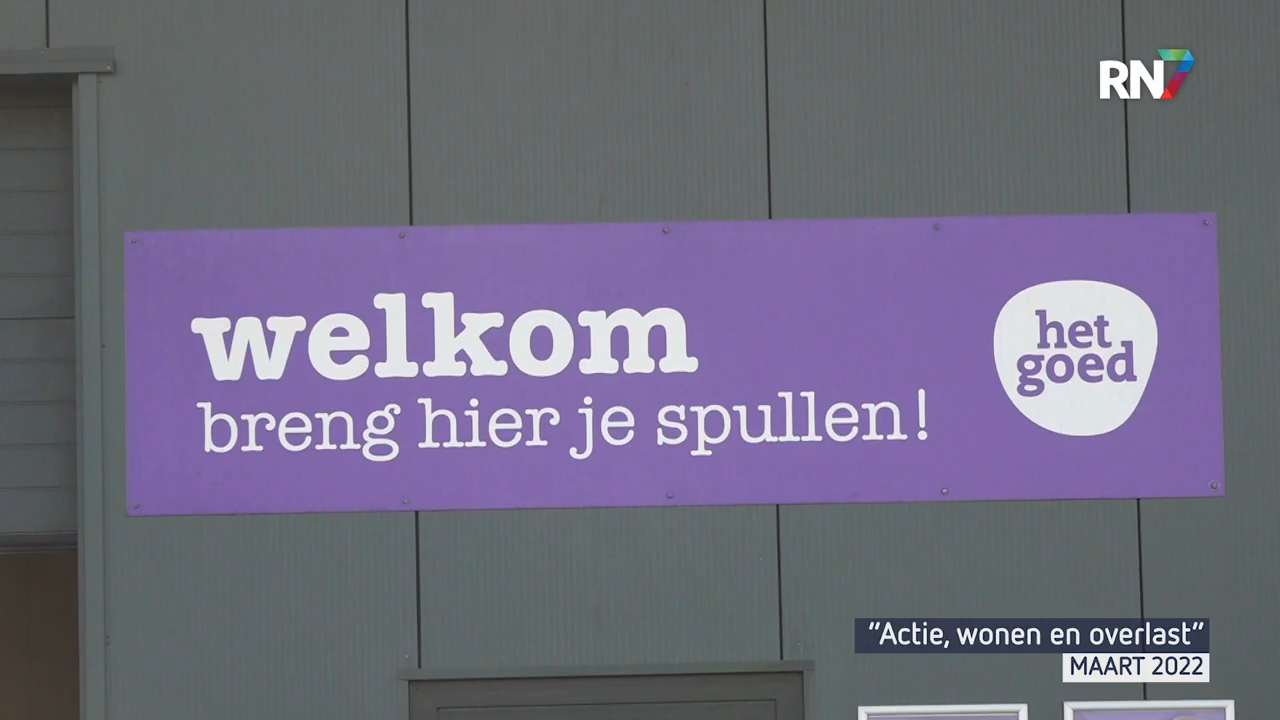 RN7
welkom
breng hier je spullen!
het
goed
“Actie, wonen en overlast”
MAART 2022